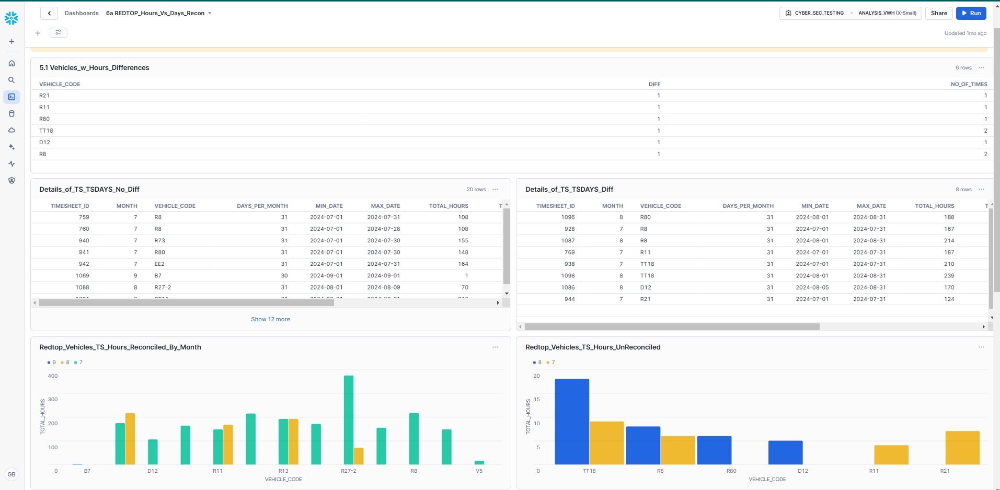 Dashboards 6a REDTOP_Hours_Vs_Days_Recon CYBER_SEC_TESTING ANALYSIS_VWH (X-Small) Share Run
Updated 1mo ago
5.1 Vehicles_w_Hours_Differences 6 rows
VEHICLE_CODE DIFF NO_OF_TIMES
R21 1 1
R11 1 1
R80 1 1
TT18 1 2
D12 1 1
R8 1 2
Details_of_TS_TSDAYS_No_Diff 20 rows
TIMESHEET_ID MONTH VEHICLE_CODE DAYS_PER_MONTH MIN_DATE MAX_DATE TOTAL_HOURS T
759 7 R8 31 2024-07-01 2024-07-31 108
760 7 R8 31 2024-07-01 2024-07-28 108
940 7 R73 31 2024-07-01 2024-07-30 155
941 7 R80 31 2024-07-01 2024-07-30 148
942 7 EE2 31 2024-07-01 2024-07-31 164
1069 9 B7 30 2024-09-01 2024-09-01 1
1088 8 R27-2 31 2024-08-01 2024-08-09 70
Show 12 more
Details_of_TS_TSDAYS_Diff 8 rows
TIMESHEET_ID MONTH VEHICLE_CODE DAYS_PER_MONTH MIN_DATE MAX_DATE TOTAL_HOURS T
1096 8 R80 31 2024-08-01 2024-08-31 188
928 7 R8 31 2024-07-01 2024-07-31 167
1087 8 R8 31 2024-08-01 2024-08-31 214
769 7 R11 31 2024-07-01 2024-07-31 187
938 7 TT18 31 2024-07-01 2024-07-31 210
1098 8 TT18 31 2024-08-01 2024-08-31 239
1086 8 D12 31 2024-08-05 2024-08-31 170
944 7 R21 31 2024-07-01 2024-07-31 124
Redtop_Vehicles_TS_Hours_Reconciled_By_Month
9 8 7
400
300
200
100
0
TOTAL_HOURS
B7 D12 R11 R13 R27-2 R8 V5
VEHICLE_CODE
Redtop_Vehicles_TS_Hours_UnReconciled
8 7
20
15
10
5
0
TOTAL_HOURS
TT18 R8 R80 D12 R11 R21
VEHICLE_CODE
GB